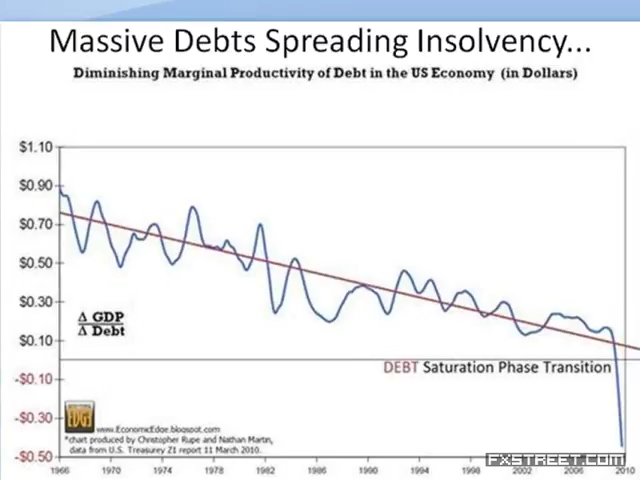 Massive Debts Spreading Insolvency...
Diminishing Marginal Productivity of Debt in the US Economy (in Dollars)
$1.10
$0.90
$0.70
$0.50
$0.30
$0.10
-$0.10
-$0.30
-$0.50
Δ GDP
Δ Debt
DEBT Saturation Phase Transition
www.EconomicEdge.blogspot.com
*chart produced by Christopher Rupe and Nathan Martin,
data from U.S. Treasurey Z1 report 11 March 2010.
FXSTREET.COM
1966 1970 1974 1978 1982 1986 1990 1994 1998 2002 2006 2010